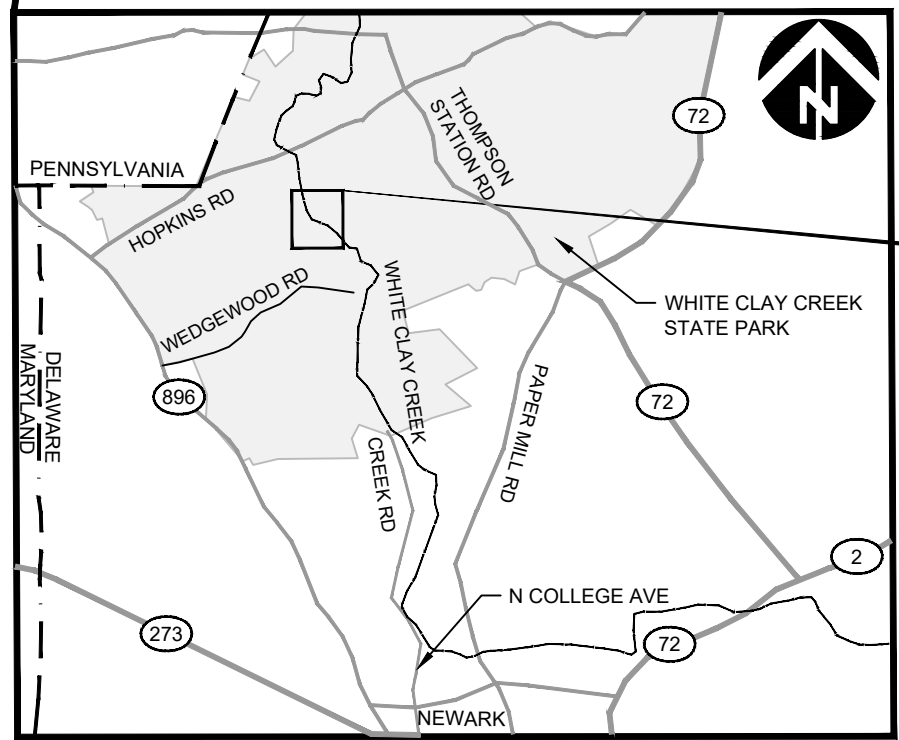 N
72
THOMPSON
STATION RD
PENNSYLVANIA
HOPKINS RD
WHITE CLAY CREEK
STATE PARK
WEDGEWOOD RD
WHITE CLAY CREEK
DELAWARE
MARYLAND
896
72
PAPER MILL RD
CREEK RD
2
N COLLEGE AVE
273
72
NEWARK